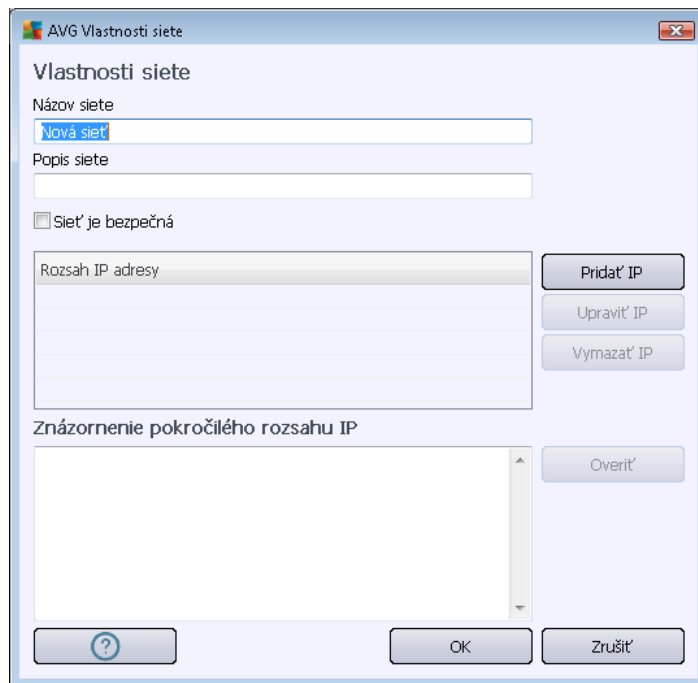 AVG Vlastnosti siete
Vlastnosti siete
Názov siete
Nová sieť
Popis siete
Sieť je bezpečná
Rozsah IP adresy
Pridať IP
Upraviť IP
Vymazať IP
Znázornenie pokročilého rozsahu IP
Overiť
?
OK
Zrušiť